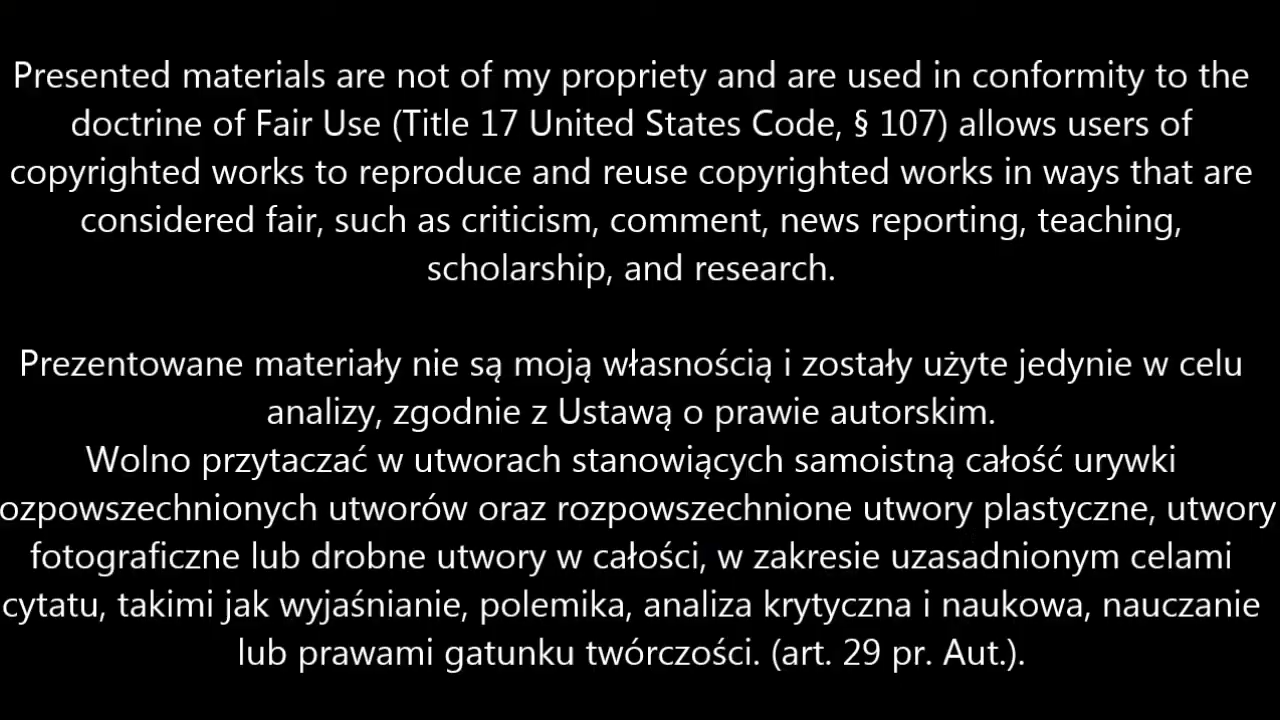 Presented materials are not of my propriety and are used in conformity to the
doctrine of Fair Use (Title 17 United States Code, § 107) allows users of
copyrighted works to reproduce and reuse copyrighted works in ways that are
considered fair, such as criticism, comment, news reporting, teaching,
scholarship, and research.
Prezentowane materiały nie są moją własnością i zostały użyte jedynie w celu
analizy, zgodnie z Ustawą o prawie autorskim.
Wolno przytaczać w utworach stanowiących samoistną całość urywki
ozpowszechnionych utworów oraz rozpowszechnione utwory plastyczne, utwory
fotograficzne lub drobne utwory w całości, w zakresie uzasadnionym celami
cytatu, takimi jak wyjaśnianie, polemika, analiza krytyczna i naukowa, nauczanie
lub prawami gatunku twórczości. (art. 29 pr. Aut.).